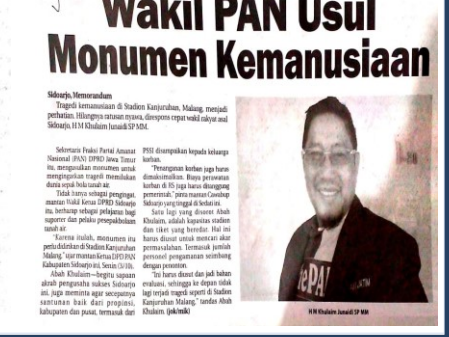 Wakil PAN Usul
Monumen Kemanusiaan
Sidoarjo, Memorandum
Tragedi kemanusiaan di Stadion Kanjuruhan, Malang, menjadi
perhatian. Hilangnya ratusan nyawa, direspons cepat wakil rakyat asal
Sidoarjo, H.M Khulaim Junaidi SP MM.
Sekretaris Fraksi Partai Amanat
Nasional (PAN) DPRD Jawa Timur
ini, mengusulkan monumen untuk
mengingatkan tragedi memilukan
dunia sepak bola tanah air.
Tidak hanya sebagai pengingat,
mantan Wakil Ketua DPRD Sidoarjo
itu, berharap sebagai pelajaran bagi
suporter dan pelaku pesepakbolaan
tanah air.
"Karena itulah, monumen itu
perlu didirikan di Stadion Kanjuruhan
Malang," ujar mantan Ketua DPD PAN
Kabupaten Sidoarjo ini, Senin (3/10).
Abah Khulaim—begitu sapaan
akrab pengusaha sukses Sidoarjo
ini, juga meminta agar secepatnya
santunan baik dari propinsi,
kabupaten dan pusat, termasuk dari
PSSI disampaikan kepada keluarga
korban.
"Penanganan korban juga harus
dimaksimalkan. Biaya perawatan
korban di RS juga harus ditanggung
pemerintah," pinta mantan Cawabup
Sidoarjo yang tinggal di Sedati ini.
Satu lagi yang disorot Abah
Khulaim, adalah kapasitas stadion
dan tiket yang beredar. Hal ini
harus diusut untuk mencari akar
permasalahan. Termasuk jumlah
personel pengamanan seimbang
dengan penonton.
"Ini harus diusut dan jadi bahan
evaluasi, sehingga ke depan tidak
lagi terjadi tragedi seperti di Stadion
Kanjuruhan Malang," tandas Abah
Khulaim. (jok/mik)
H M Khulaim Junaidi SP MM